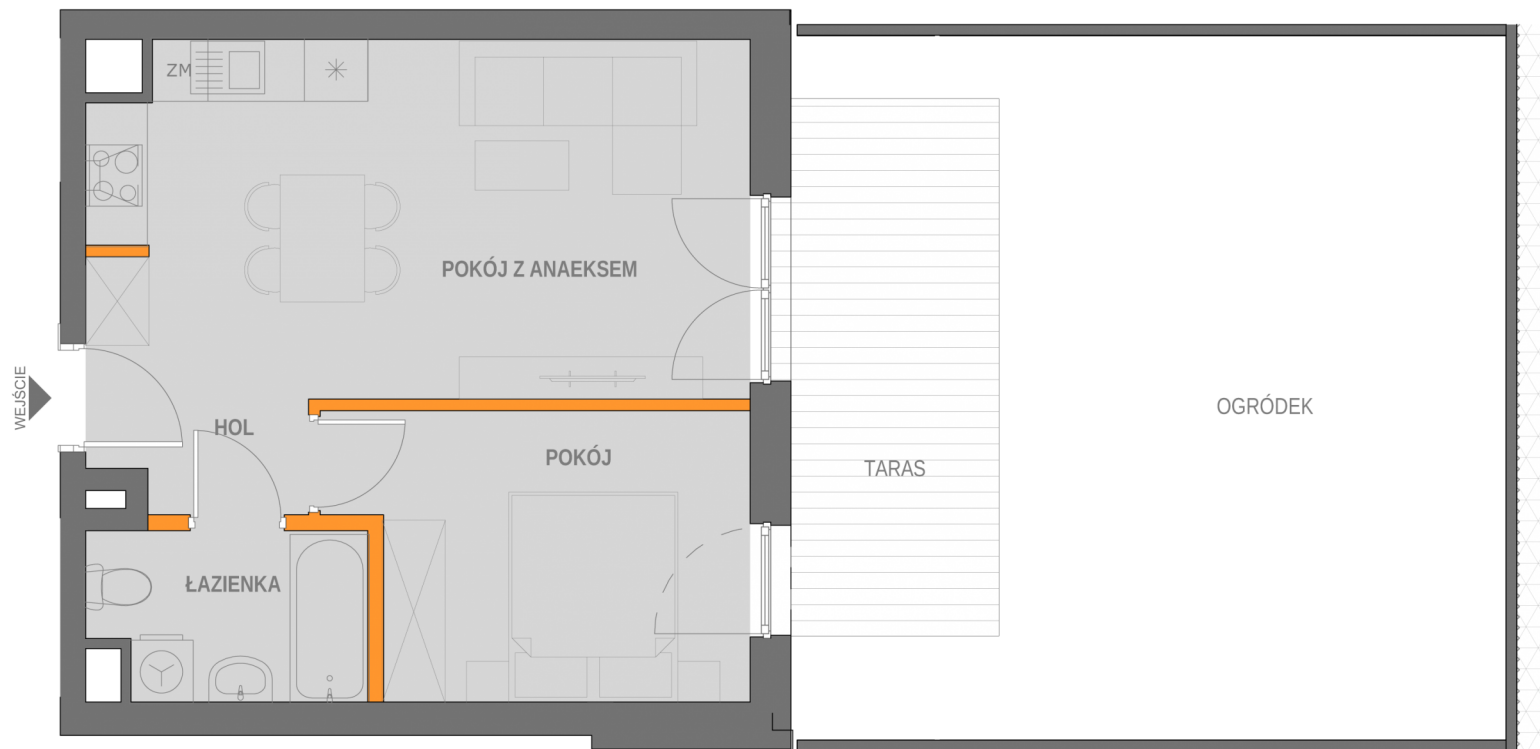 ZM
POKÓJ Z ANAEKSEM
WEJŚCIE
HOL
POKÓJ
TARAS
OGRÓDEK
ŁAZIENKA